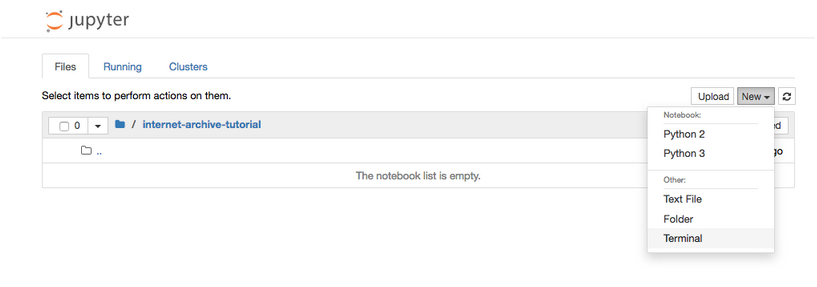 jupyter
Files Running Clusters
Select items to perform actions on them.
Upload New
0 / internet-archive-tutorial
..
The notebook list is empty.
Notebook:
Python 2
Python 3
Other:
Text File
Folder
Terminal